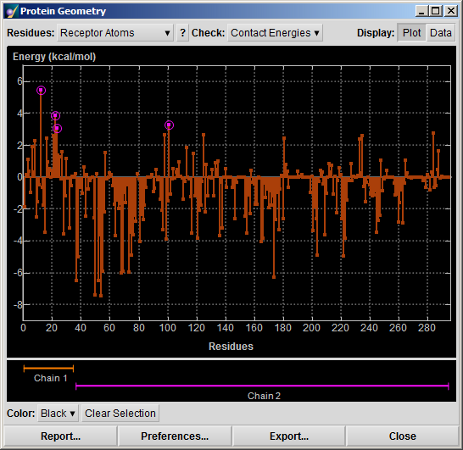 Protein Geometry
Residues: Receptor Atoms ? Check: Contact Energies Display: Plot Data
Energy (kcal/mol)
6
4
2
0
-2
-4
-6
-8
0 20 40 60 80 100 120 140 160 180 200 220 240 260 280
Residues
Chain 1
Chain 2
Color: Black Clear Selection
Report... Preferences... Export... Close